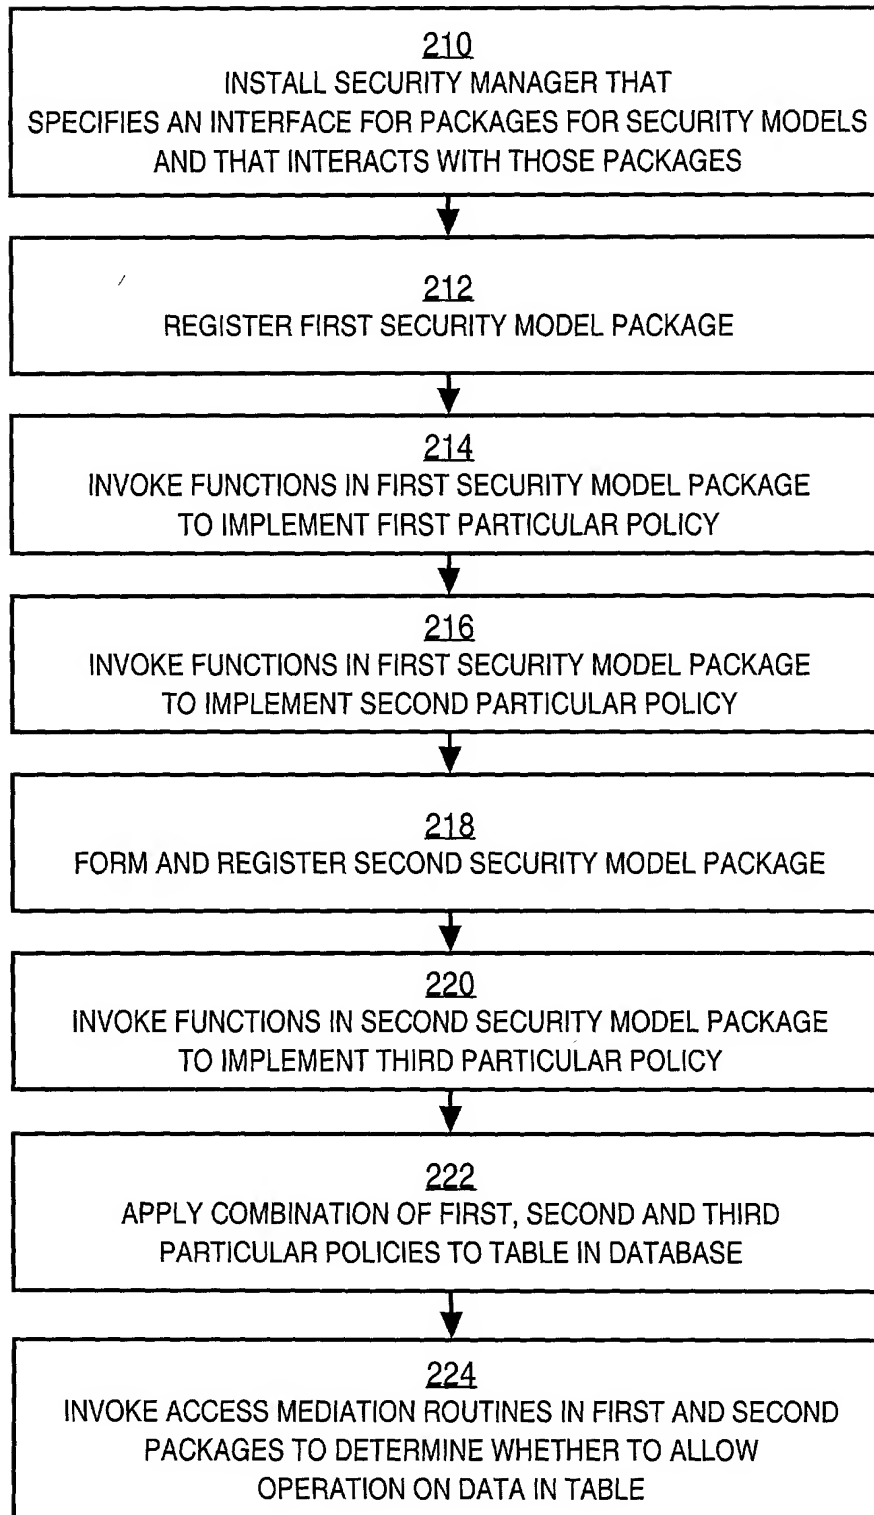 210
INSTALL SECURITY MANAGER THAT
SPECIFIES AN INTERFACE FOR PACKAGES FOR SECURITY MODELS
AND THAT INTERACTS WITH THOSE PACKAGES
212
REGISTER FIRST SECURITY MODEL PACKAGE
214
INVOKE FUNCTIONS IN FIRST SECURITY MODEL PACKAGE
TO IMPLEMENT FIRST PARTICULAR POLICY
216
INVOKE FUNCTIONS IN FIRST SECURITY MODEL PACKAGE
TO IMPLEMENT SECOND PARTICULAR POLICY
218
FORM AND REGISTER SECOND SECURITY MODEL PACKAGE
220
INVOKE FUNCTIONS IN SECOND SECURITY MODEL PACKAGE
TO IMPLEMENT THIRD PARTICULAR POLICY
222
APPLY COMBINATION OF FIRST, SECOND AND THIRD
PARTICULAR POLICIES TO TABLE IN DATABASE
224
INVOKE ACCESS MEDIATION ROUTINES IN FIRST AND SECOND
PACKAGES TO DETERMINE WHETHER TO ALLOW
OPERATION ON DATA IN TABLE